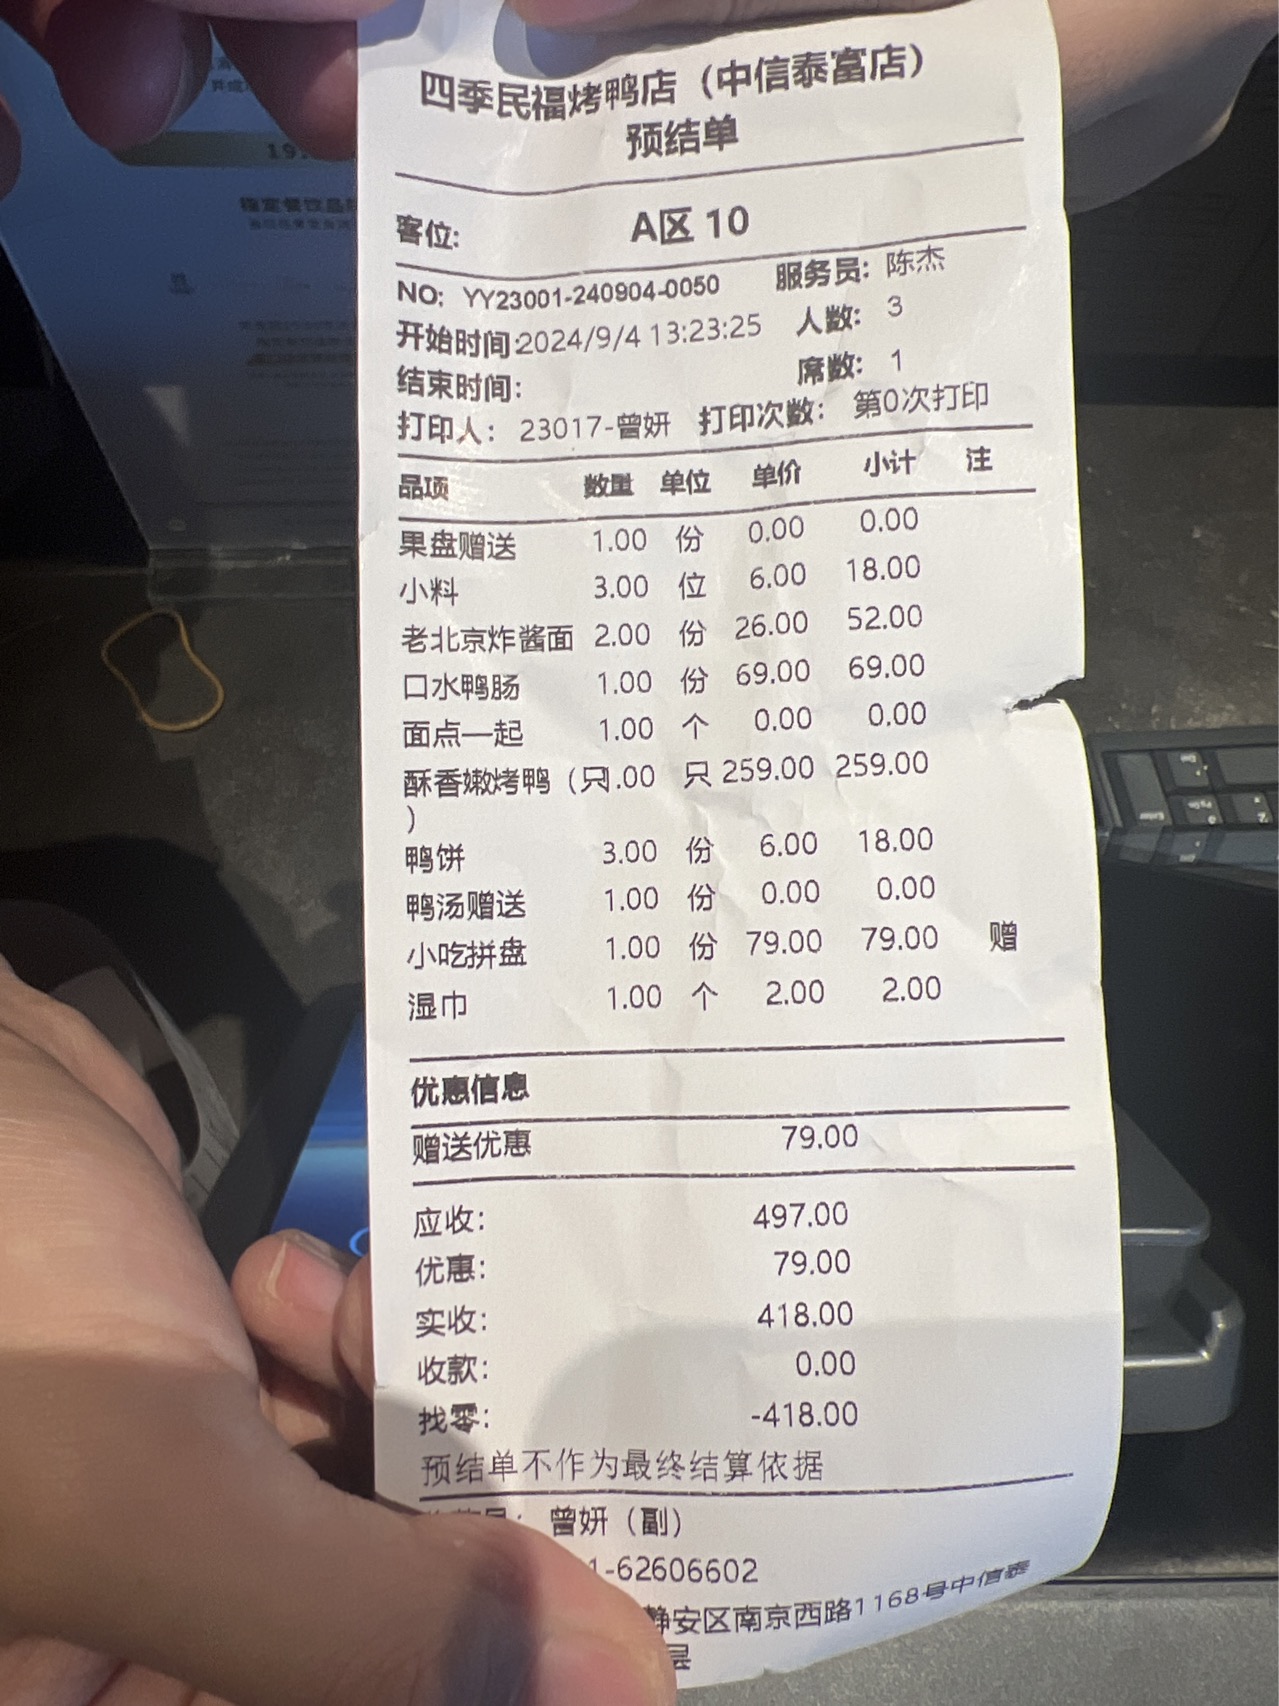 四季民福烤鸭店（中信泰富店）
预结单
客位: A区 10
NO: YY23001-240904-0050 服务员: 陈杰
开始时间:2024/9/4 13:23:25 人数: 3
结束时间: 席数: 1
打印人: 23017-曾妍 打印次数: 第0次打印
品项 数量 单位 单价 小计 注
果盘赠送 1.00 份 0.00 0.00
小料 3.00 位 6.00 18.00
老北京炸酱面 2.00 份 26.00 52.00
口水鸭肠 1.00 份 69.00 69.00
面点一起 1.00 个 0.00 0.00
酥香嫩烤鸭（只 .00 只 259.00 259.00
）
鸭饼 3.00 份 6.00 18.00
鸭汤赠送 1.00 份 0.00 0.00
小吃拼盘 1.00 份 79.00 79.00 赠
湿巾 1.00 个 2.00 2.00
优惠信息
赠送优惠 79.00
应收: 497.00
优惠: 79.00
实收: 418.00
收款: 0.00
找零: -418.00
预结单不作为最终结算依据
曾妍（副）
1-62606602
静安区南京西路1168号中信泰
层